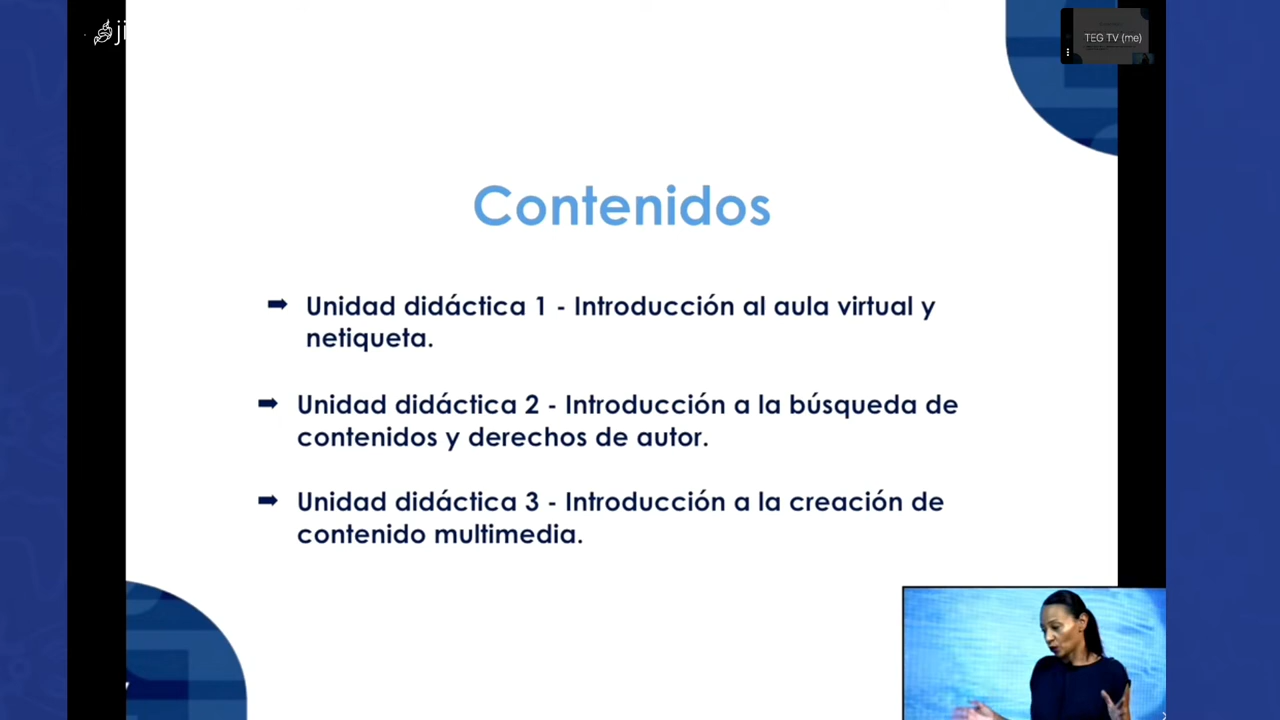 ji
TEG TV (me)
Contenidos
➡ Unidad didáctica 1 - Introducción al aula virtual y
netiqueta.
➡ Unidad didáctica 2 - Introducción a la búsqueda de
contenidos y derechos de autor.
➡ Unidad didáctica 3 - Introducción a la creación de
contenido multimedia.